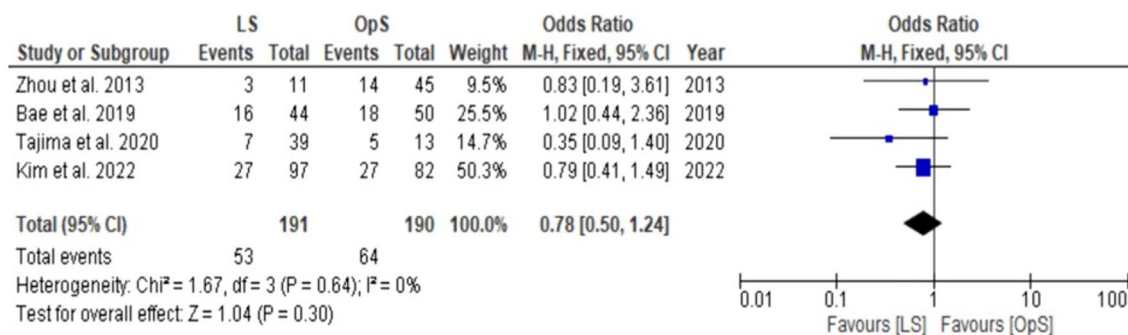 LS OpS Odds Ratio Odds Ratio
Study or Subgroup Events Total Events Total Weight M-H, Fixed, 95% CI Year M-H, Fixed, 95% CI
Zhou et al. 2013 3 11 14 45 9.5% 0.83 [0.19, 3.61] 2013
Bae et al. 2019 16 44 18 50 25.5% 1.02 [0.44, 2.36] 2019
Tajima et al. 2020 7 39 5 13 14.7% 0.35 [0.09, 1.40] 2020
Kim et al. 2022 27 97 27 82 50.3% 0.79 [0.41, 1.49] 2022
Total (95% CI) 191 190 100.0% 0.78 [0.50, 1.24]
Total events 53 64
Heterogeneity: Chi² = 1.67, df = 3 (P = 0.64); I² = 0%
Test for overall effect: Z = 1.04 (P = 0.30)
0.01 0.1 1 10 100
Favours [LS] Favours [OpS]